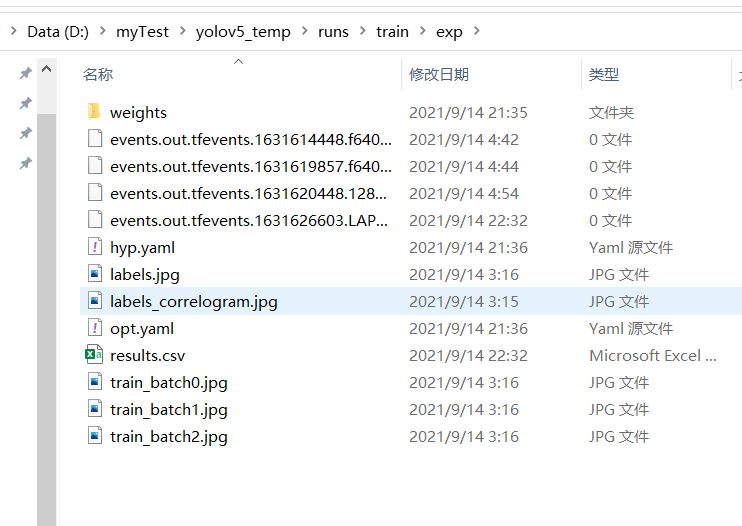 Data (D:) > myTest > yolov5_temp > runs > train > exp >
名称 修改日期 类型
weights 2021/9/14 21:35 文件夹
events.out.tfevents.1631614448.f640... 2021/9/14 4:42 0 文件
events.out.tfevents.1631619857.f640... 2021/9/14 4:44 0 文件
events.out.tfevents.1631620448.128... 2021/9/14 4:54 0 文件
events.out.tfevents.1631626603.LAP... 2021/9/14 22:32 0 文件
hyp.yaml 2021/9/14 21:36 Yaml 源文件
labels.jpg 2021/9/14 3:16 JPG 文件
labels_correlogram.jpg 2021/9/14 3:15 JPG 文件
opt.yaml 2021/9/14 21:36 Yaml 源文件
results.csv 2021/9/14 22:32 Microsoft Excel ...
train_batch0.jpg 2021/9/14 3:16 JPG 文件
train_batch1.jpg 2021/9/14 3:16 JPG 文件
train_batch2.jpg 2021/9/14 3:16 JPG 文件